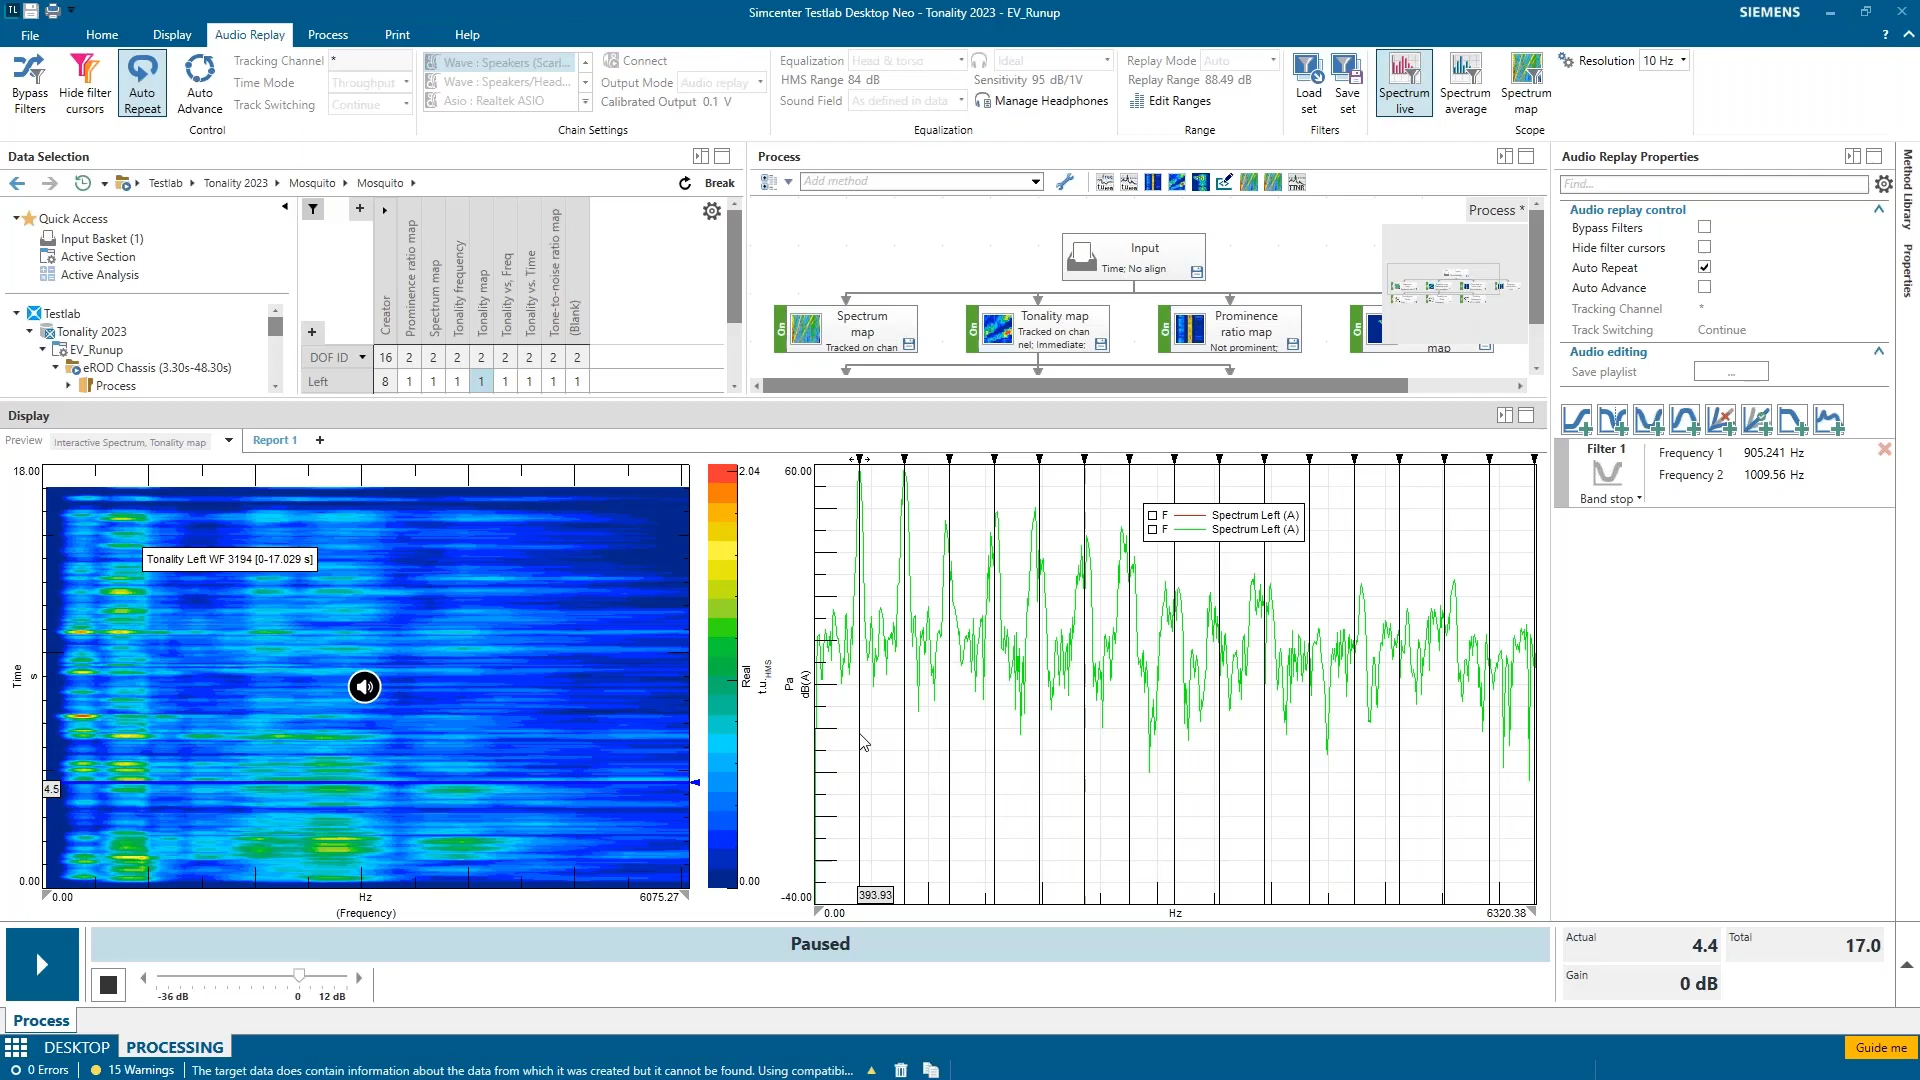 TL
Simcenter Testlab Desktop Neo - Tonality 2023 - EV_Runup
SIEMENS
File Home Display Audio Replay Process Print Help
?
Bypass Filters
Hide filter cursors
Auto Repeat
Auto Advance
Tracking Channel *
Time Mode Throughput
Track Switching Continue
Control
Wave : Speakers (Scarl...
Wave : Speakers/Head...
Asio : Realtek ASIO
Connect
Output Mode Audio replay
Calibrated Output 0.1 V
Chain Settings
Equalization Head & torso
HMS Range 84 dB
Sound Field As defined in data
Ideal
Sensitivity 95 dB/1V
Manage Headphones
Equalization
Replay Mode Auto
Replay Range 88.49 dB
Edit Ranges
Range
Load set
Save set
Filters
Spectrum live
Spectrum average
Spectrum map
Resolution 10 Hz
Scope
Data Selection
Testlab Tonality 2023 Mosquito Mosquito
Break
Quick Access
Input Basket (1)
Active Section
Active Analysis
Testlab
Tonality 2023
EV_Runup
eROD Chassis (3.30s-48.30s)
Process
+
+
Creator
Prominence ratio map
Spectrum map
Tonality frequency
Tonality map
Tonality vs. Freq
Tonality vs. Time
Tone-to-noise ratio map
(Blank)
DOF ID 16 2 2 2 2 2 2 2 2
Left 8 1 1 1 1 1 1 1 1
Process
Add method
Process *
Input
Time; No align
On
Spectrum map
Tracked on chan
On
Tonality map
Tracked on chan
nel; Immediate;
On
Prominence ratio map
Not prominent;
On
map
Audio Replay Properties
Find...
Audio replay control
Bypass Filters
Hide filter cursors
Auto Repeat
Auto Advance
Tracking Channel *
Track Switching Continue
Audio editing
Save playlist ...
Filter 1
Band stop
Frequency 1 905.241 Hz
Frequency 2 1009.56 Hz
Method Library
Properties
Display
Preview Interactive Spectrum, Tonality map Report 1 +
18.00
Time
s
0.00
4.5
Tonality Left WF 3194 [0-17.029 s]
0.00 Hz 6075.27
(Frequency)
2.04
0.00
Real
t.u.HMS
60.00
Pa
dB(A)
-40.00
F Spectrum Left (A)
F Spectrum Left (A)
393.93
0.00 Hz 6320.38
Paused
-36 dB 0 12 dB
Actual 4.4
Total 17.0
Gain 0 dB
Process
DESKTOP PROCESSING
Guide me
0 Errors 15 Warnings The target data does contain information about the data from which it was created but it cannot be found. Using compatibi...